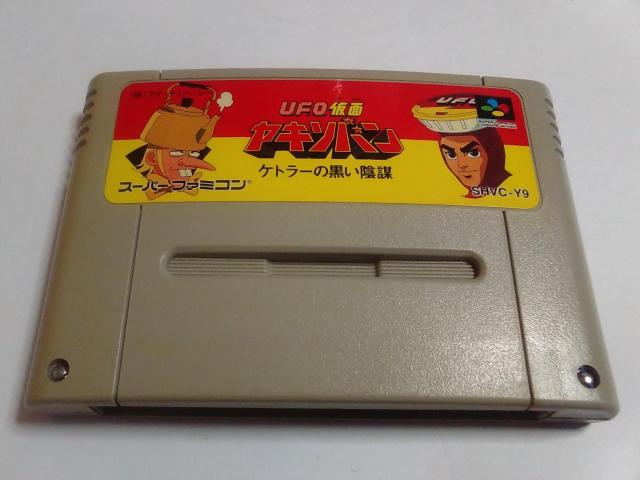 UFO仮面
ヤキソバン
ケトラーの黒い陰謀
スーパーファミコン®
UFO
SHVC-Y9